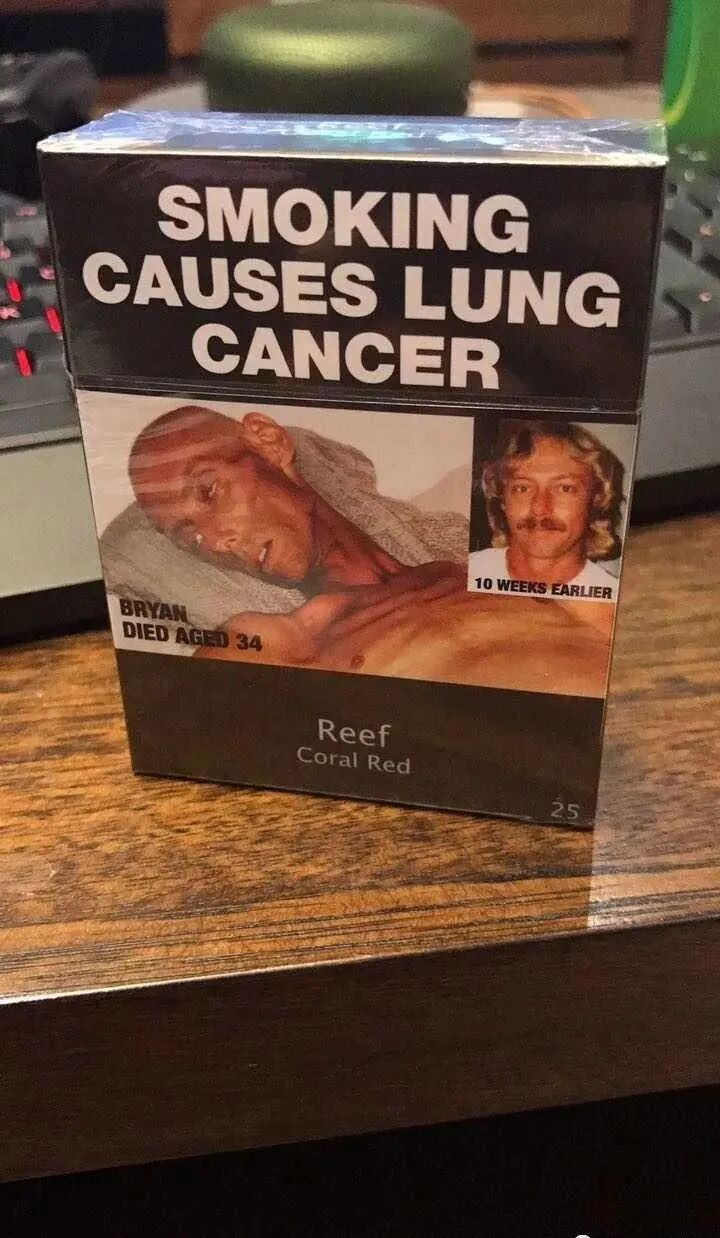 SMOKING
CAUSES LUNG
CANCER
10 WEEKS EARLIER
BRYAN
DIED AGED 34
Reef
Coral Red
25